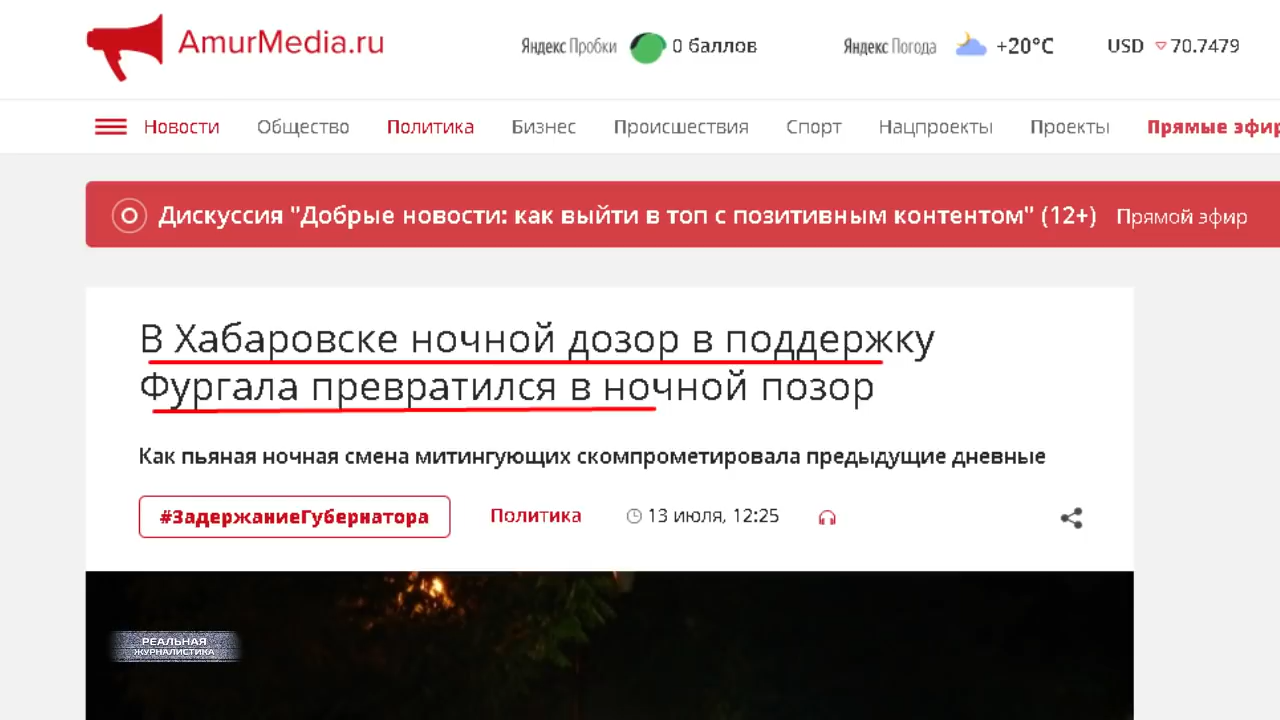 AmurMedia.ru
Яндекс Пробки 0 баллов
Яндекс Погода +20°C
USD 70.7479
Новости Общество Политика Бизнес Происшествия Спорт Нацпроекты Проекты Прямые эфир
Дискуссия "Добрые новости: как выйти в топ с позитивным контентом" (12+) Прямой эфир
В Хабаровске ночной дозор в поддержку
Фургала превратился в ночной позор
Как пьяная ночная смена митингующих скомпрометировала предыдущие дневные
#ЗадержаниеГубернатора Политика 13 июля, 12:25
РЕАЛЬНАЯ
ЖУРНАЛИСТИКА